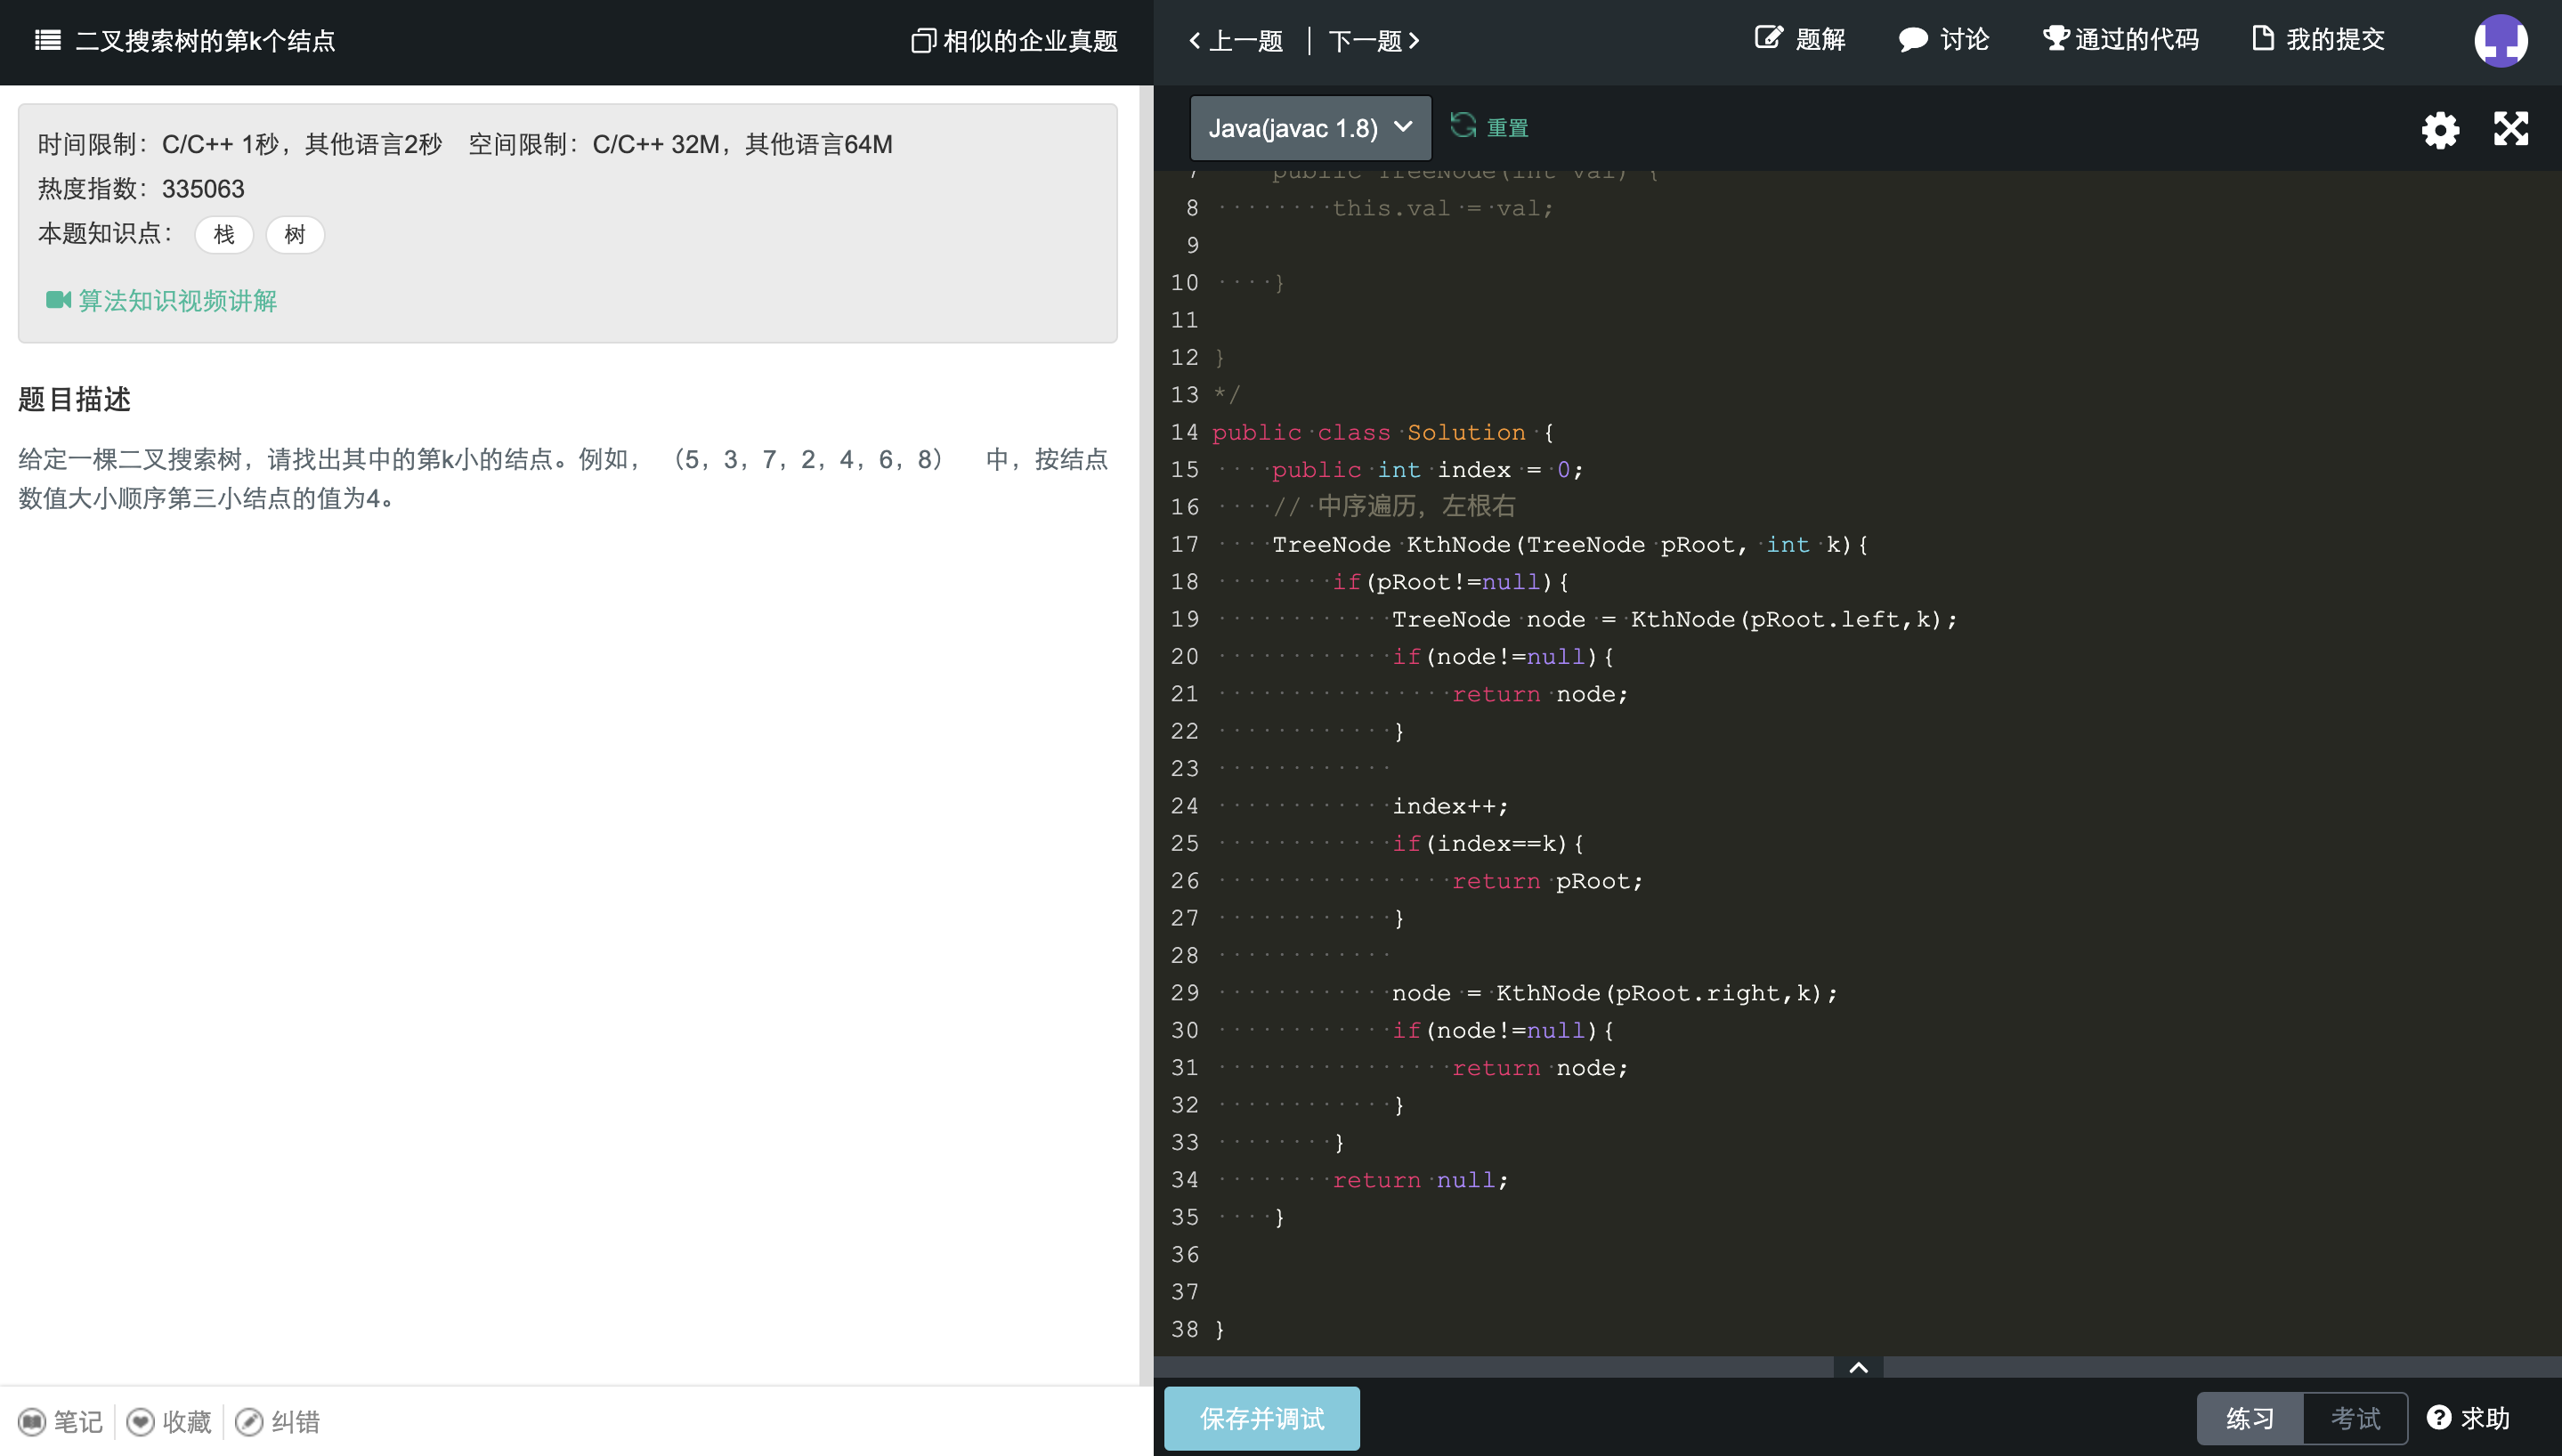 二叉搜索树的第k个结点
相似的企业真题
上一题
下一题
题解
讨论
通过的代码
我的提交
时间限制：C/C++ 1秒，其他语言2秒 空间限制：C/C++ 32M，其他语言64M
热度指数：335063
本题知识点： 栈 树
算法知识视频讲解
题目描述
给定一棵二叉搜索树，请找出其中的第k小的结点。例如， （5，3，7，2，4，6，8） 中，按结点
数值大小顺序第三小结点的值为4。
笔记
收藏
纠错
Java(javac 1.8)
重置
7     public TreeNode(int val) {
8         this.val = val;
9
10     }
11
12 }
13 */
14 public class Solution {
15     public int index = 0;
16     // 中序遍历，左根右
17     TreeNode KthNode(TreeNode pRoot, int k){
18         if(pRoot!=null){
19             TreeNode node = KthNode(pRoot.left,k);
20             if(node!=null){
21                 return node;
22             }
23
24             index++;
25             if(index==k){
26                 return pRoot;
27             }
28
29             node = KthNode(pRoot.right,k);
30             if(node!=null){
31                 return node;
32             }
33         }
34         return null;
35     }
36
37
38 }
保存并调试
练习
考试
求助